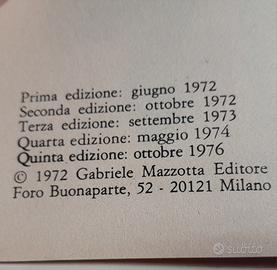 Prima edizione: giugno 1972
Seconda edizione: ottobre 1972
Terza edizione: settembre 1973
Quarta edizione: maggio 1974
Quinta edizione: ottobre 1976
© 1972 Gabriele Mazzotta Editore
Foro Buonaparte, 52 - 20121 Milano
subito